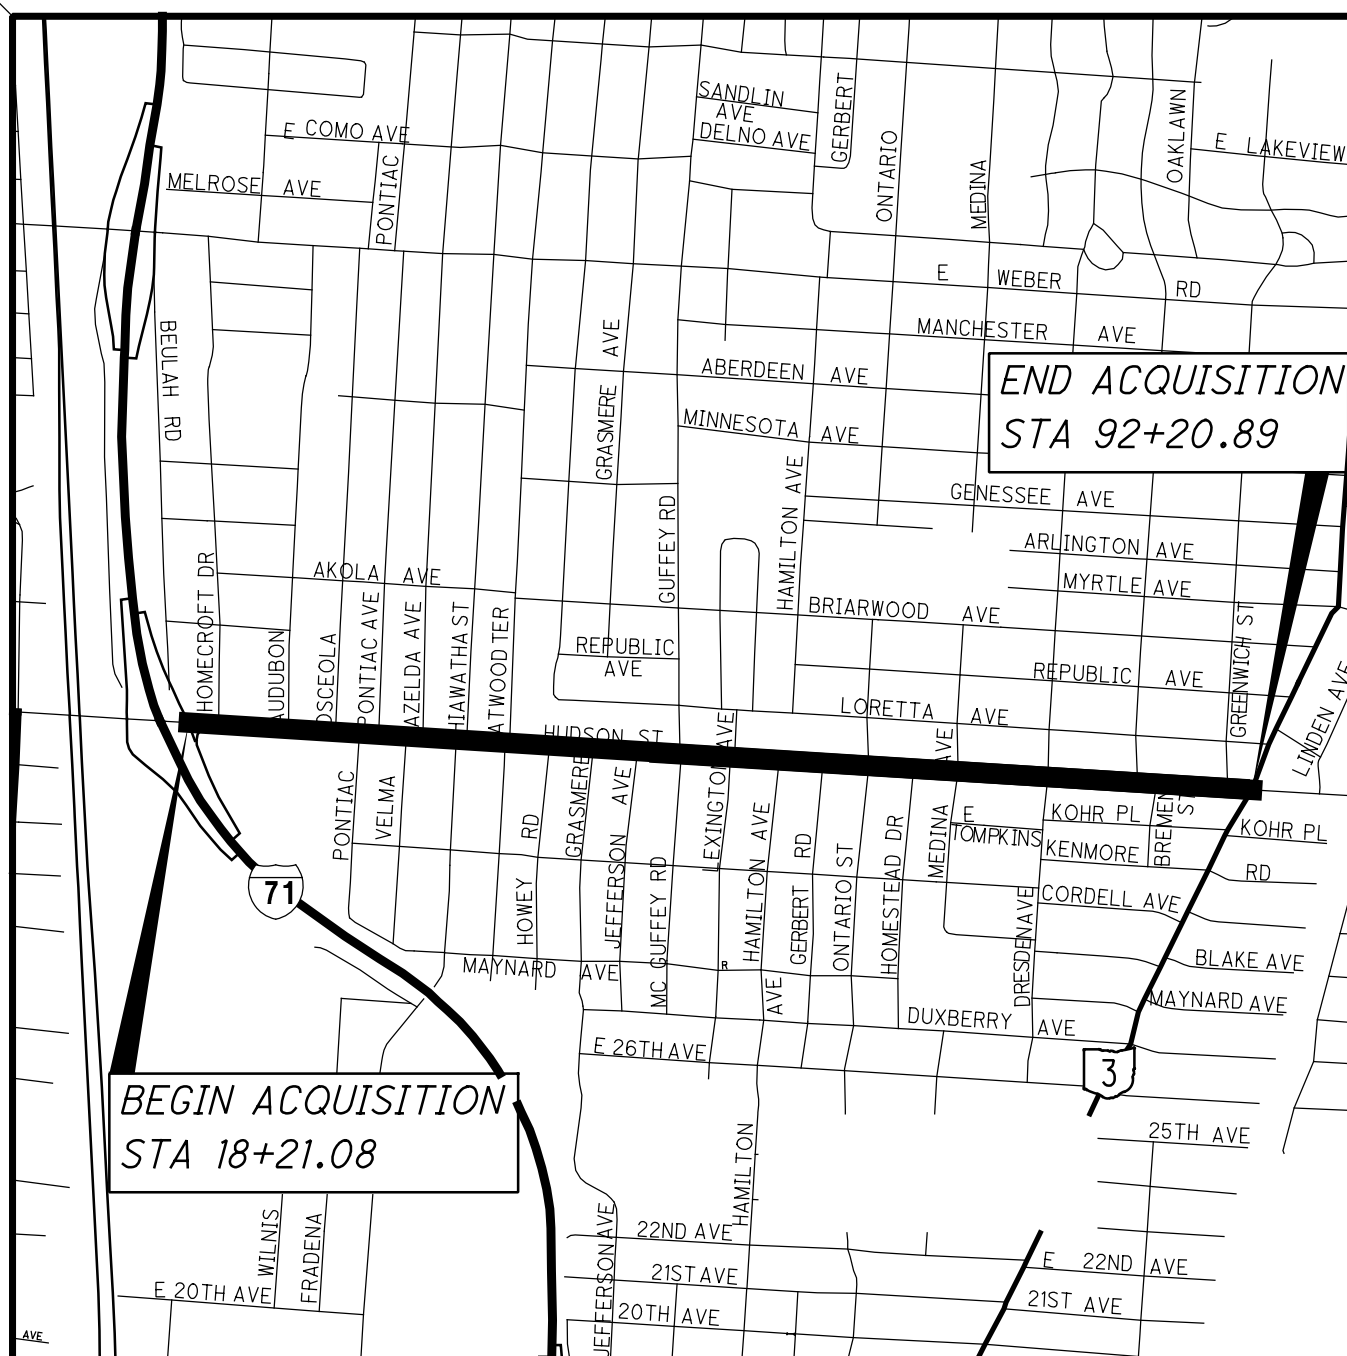 SANDLIN
AVE
DELNO AVE
GERBERT
ONTARIO
MEDINA
OAKLAWN
E LAKEVIEW
E COMO AVE
MELROSE AVE
PONTIAC
E WEBER RD
MANCHESTER AVE
BEULAH RD
GRASMERE AVE
ABERDEEN AVE
MINNESOTA AVE
END ACQUISITION
STA 92+20.89
GENESSEE AVE
ARLINGTON AVE
MYRTLE AVE
GUFFEY RD
HAMILTON AVE
HOMECROFT DR
AKOLA AVE
AUDUBON
OSCEOLA
PONTIAC AVE
AZELDA AVE
HIAWATHA ST
ATWOOD TER
REPUBLIC
AVE
BRIARWOOD AVE
REPUBLIC AVE
GREENWICH ST
LORETTA AVE
LINDEN AVE
HUDSON ST
LEXINGTON AVE
AVE
PONTIAC
VELMA
HOWEY RD
GRASMERE
JEFFERSON AVE
MC GUFFEY RD
HAMILTON AVE
GERBERT RD
ONTARIO ST
HOMESTEAD DR
MEDINA
E
TOMPKINS
KOHR PL
BREMEN
ST
KOHR PL
KENMORE
RD
CORDELL AVE
DRESDEN AVE
BLAKE AVE
MAYNARD AVE
71
MAYNARD AVE
R
AVE
DUXBERRY AVE
E 26TH AVE
3
BEGIN ACQUISITION
STA 18+21.08
25TH AVE
HAMILTON
WILNIS
FRADENA
E 20TH AVE
JEFFERSON AVE
22ND AVE
21ST AVE
20TH AVE
E 22ND AVE
21ST AVE
AVE